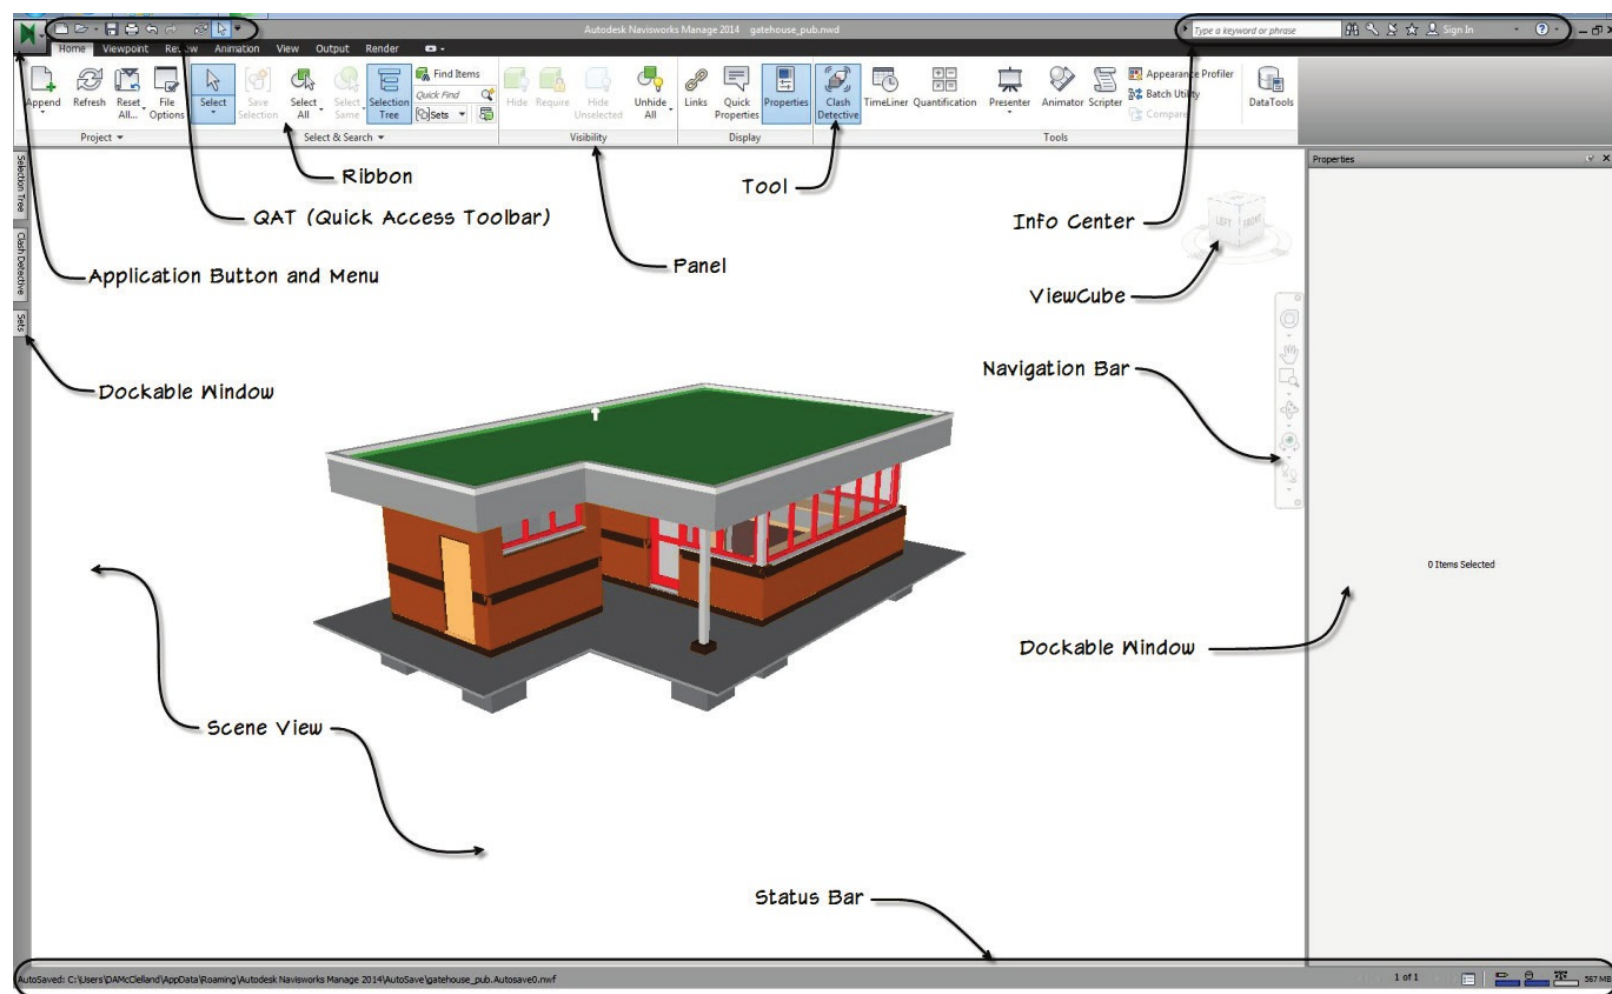 Autodesk Navisworks Manage 2014 gatehouse_pub.nwd
Type a keyword or phrase
Sign In
Home Viewpoint Review Animation View Output Render
Append
Refresh
Reset All...
File Options
Select
Save Selection
Select All
Select Same
Selection Tree
Find Items
Quick Find
Sets
Hide
Require
Hide Unselected
Unhide All
Links
Quick Properties
Properties
Clash Detective
TimeLiner
Quantification
Presenter
Animator
Scripter
Appearance Profiler
Batch Utility
Compare
DataTools
Project
Select & Search
Visibility
Display
Tools
Selection Tree
Clash Detective
Sets
Properties
Ribbon
Tool
QAT (Quick Access Toolbar)
Info Center
LEFT FRONT
Panel
Application Button and Menu
ViewCube
Navigation Bar
Dockable Window
0 Items Selected
Dockable Window
Scene View
Status Bar
AutoSaved: C:\Users\DAMcClelland\AppData\Roaming\Autodesk Navisworks Manage 2014\AutoSave\gatehouse_pub.Autosave0.nwf
1 of 1
567 MB